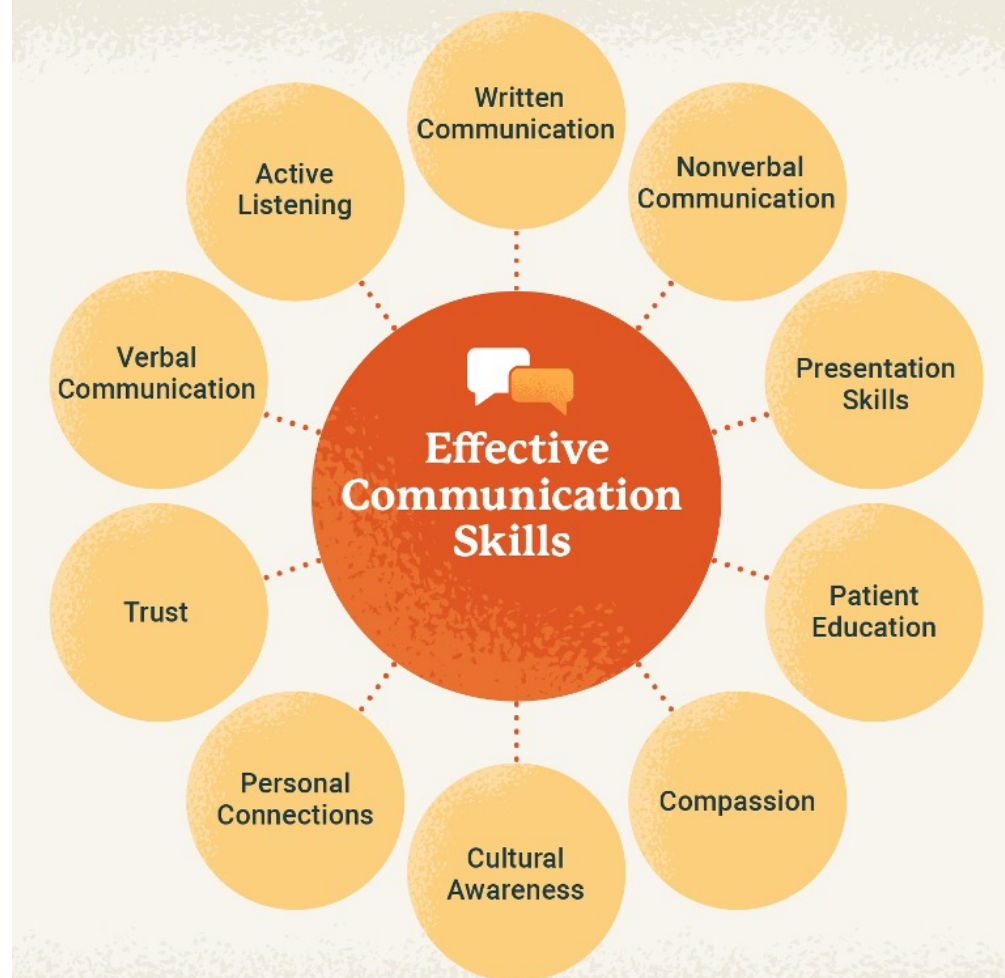 Written
Communication
Nonverbal
Communication
Presentation
Skills
Patient
Education
Compassion
Cultural
Awareness
Personal
Connections
Trust
Verbal
Communication
Active
Listening
Effective
Communication
Skills